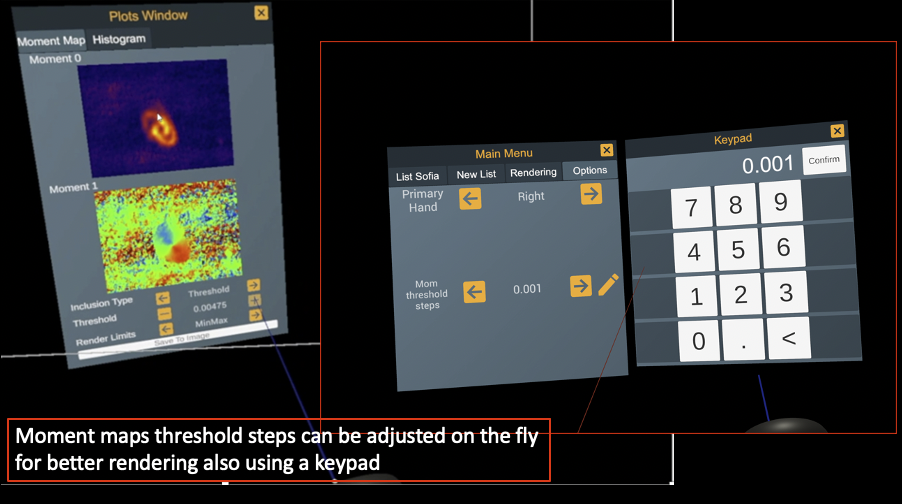 Plots Window
Moment Map Histogram
Moment 0
Moment 1
Inclusion Type Threshold
Threshold 0.00475
Render Limits MinMax
Save To Image
Main Menu
List Sofia New List Rendering Options
Primary
Hand
Right
Mom
threshold
steps
0.001
Keypad
0.001 Confirm
7 8 9
4 5 6
1 2 3
0 . <
Moment maps threshold steps can be adjusted on the fly
for better rendering also using a keypad